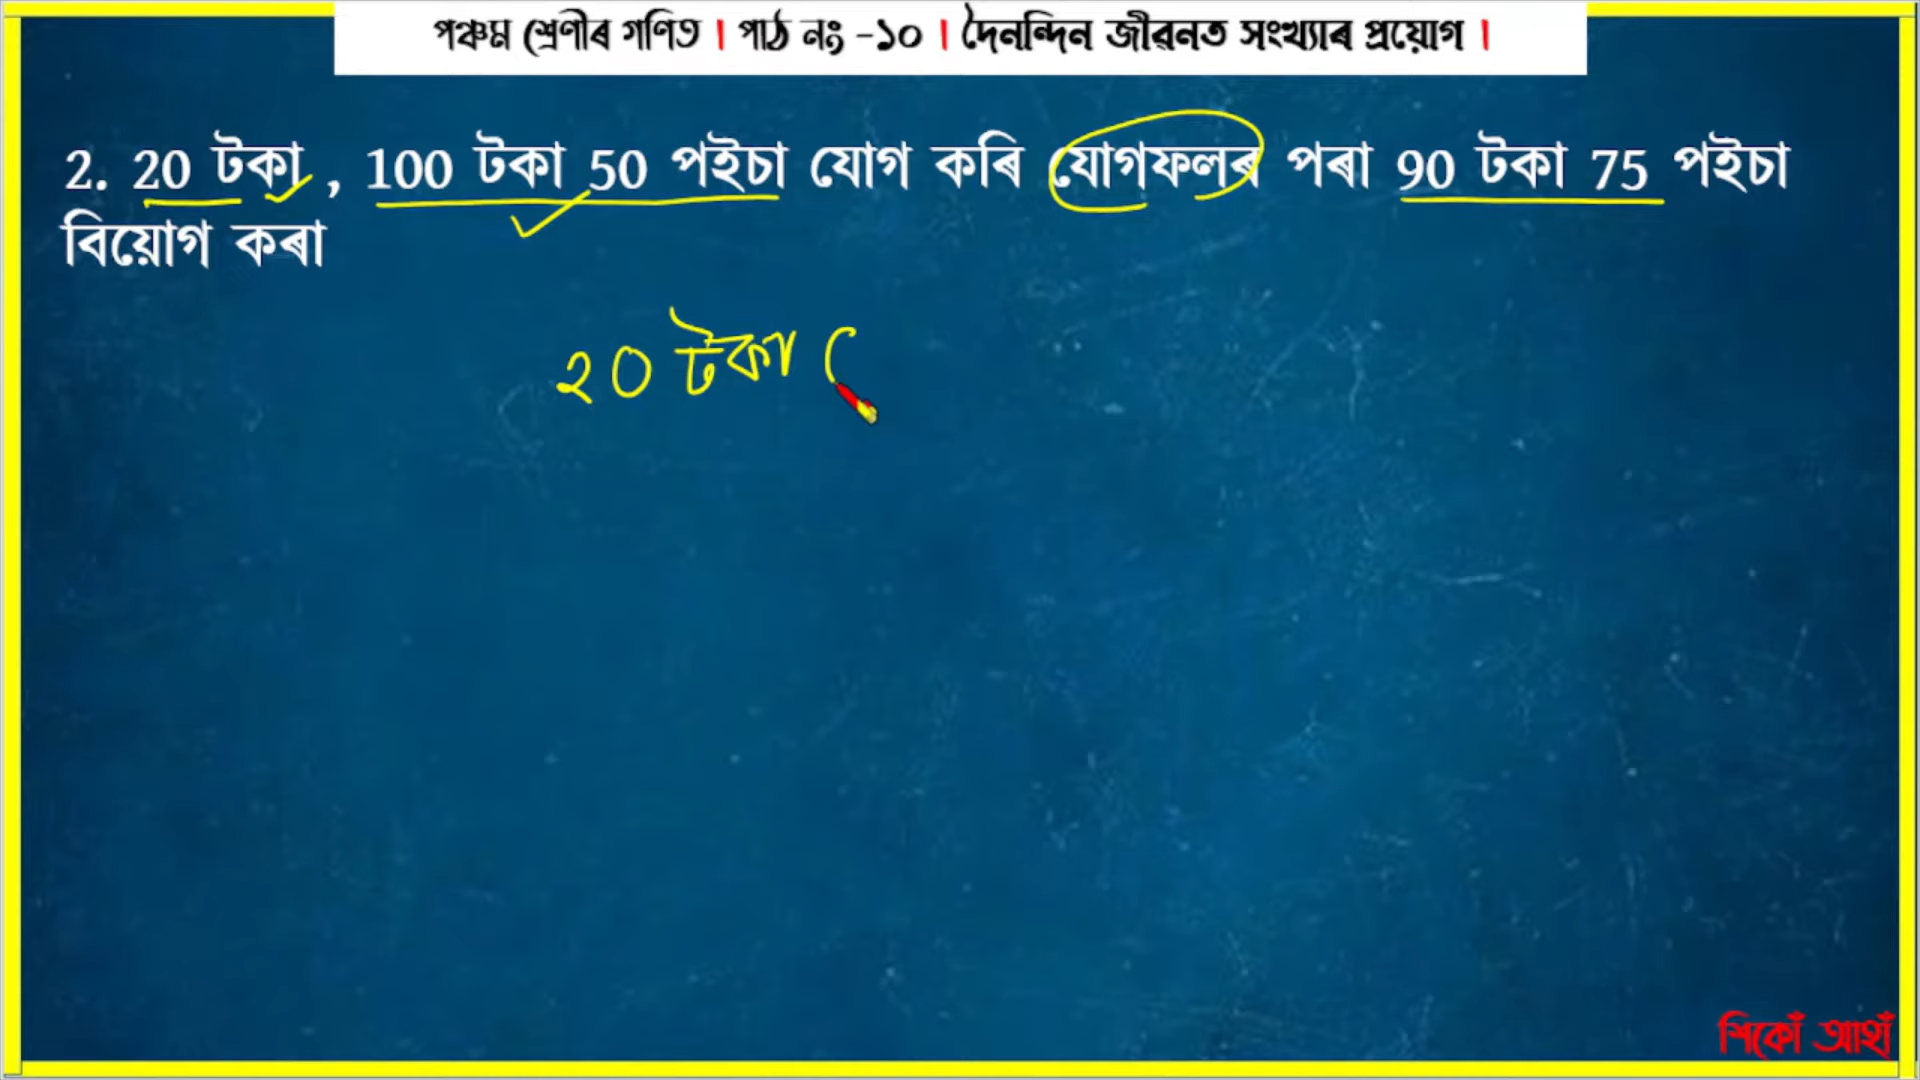 পঞ্চম শ্ৰেণীৰ গণিত । পাঠ নং -১০ । দৈনন্দিন জীৱনত সংখ্যাৰ প্ৰয়োগ ।
2. 20 টকা , 100 টকা 50 পইচা যোগ কৰি যোগফলৰ পৰা 90 টকা 75 পইচা
বিয়োগ কৰা
২০ টকা
শিকোঁ আহাঁ